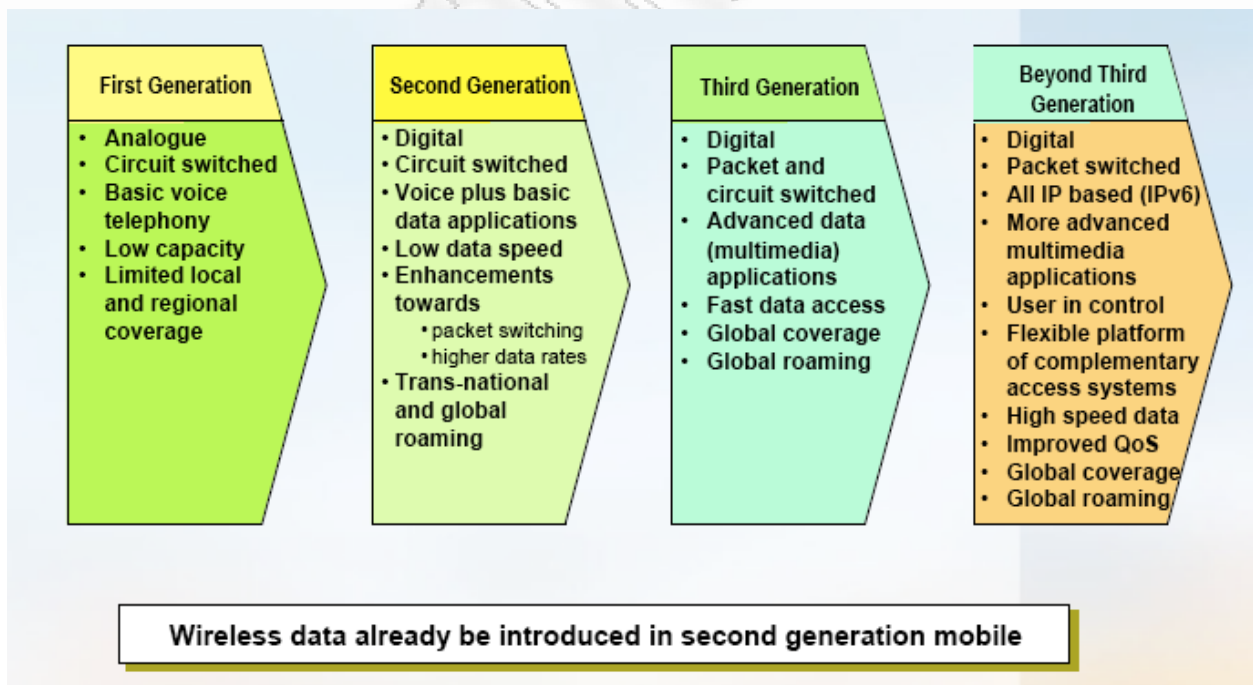 First Generation
• Analogue
• Circuit switched
• Basic voice
telephony
• Low capacity
• Limited local
and regional
coverage
Second Generation
• Digital
• Circuit switched
• Voice plus basic
data applications
• Low data speed
• Enhancements
towards
• packet switching
• higher data rates
• Trans-national
and global
roaming
Third Generation
• Digital
• Packet and
circuit switched
• Advanced data
(multimedia)
applications
• Fast data access
• Global coverage
• Global roaming
Beyond Third
Generation
• Digital
• Packet switched
• All IP based (IPv6)
• More advanced
multimedia
applications
• User in control
• Flexible platform
of complementary
access systems
• High speed data
• Improved QoS
• Global coverage
• Global roaming
Wireless data already be introduced in second generation mobile